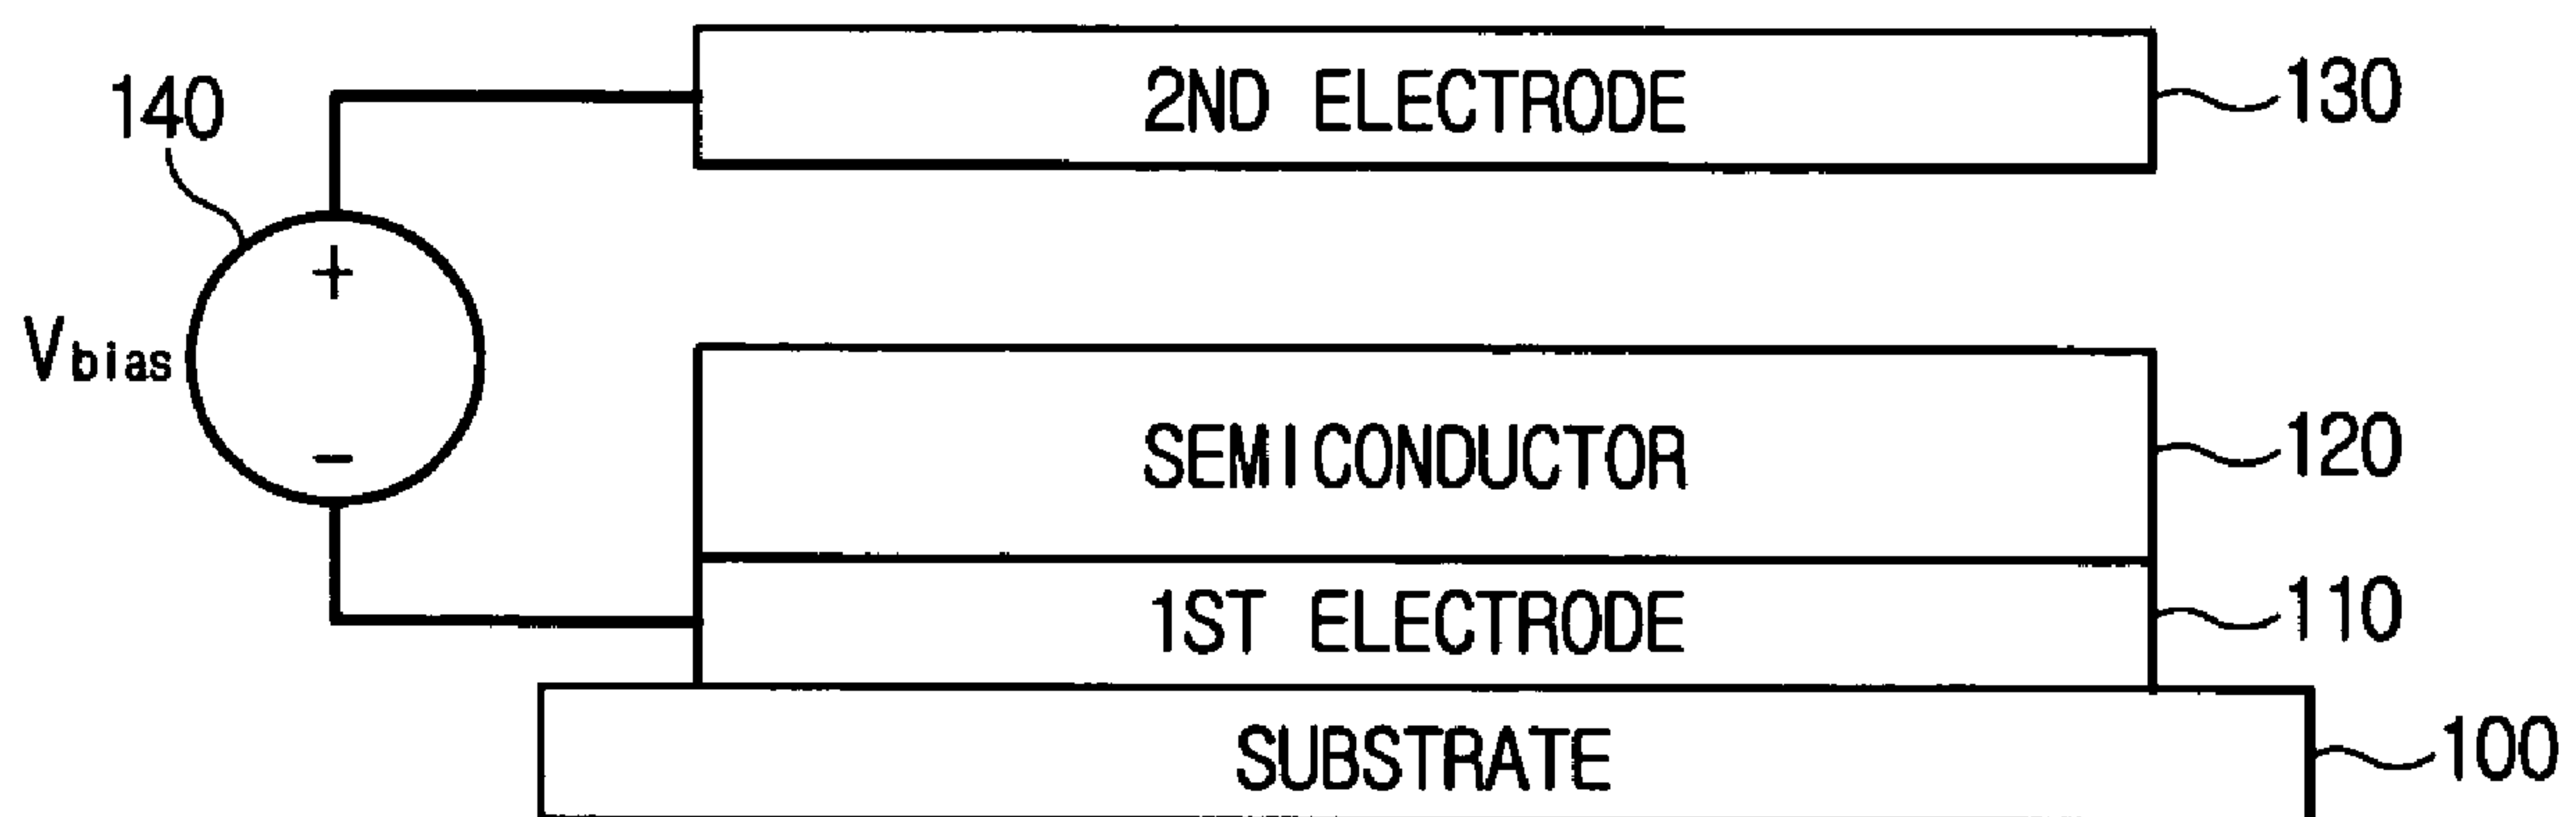 2ND ELECTRODE
130
140
+
Vbias
-
SEMICONDUCTOR
120
1ST ELECTRODE
110
SUBSTRATE
100